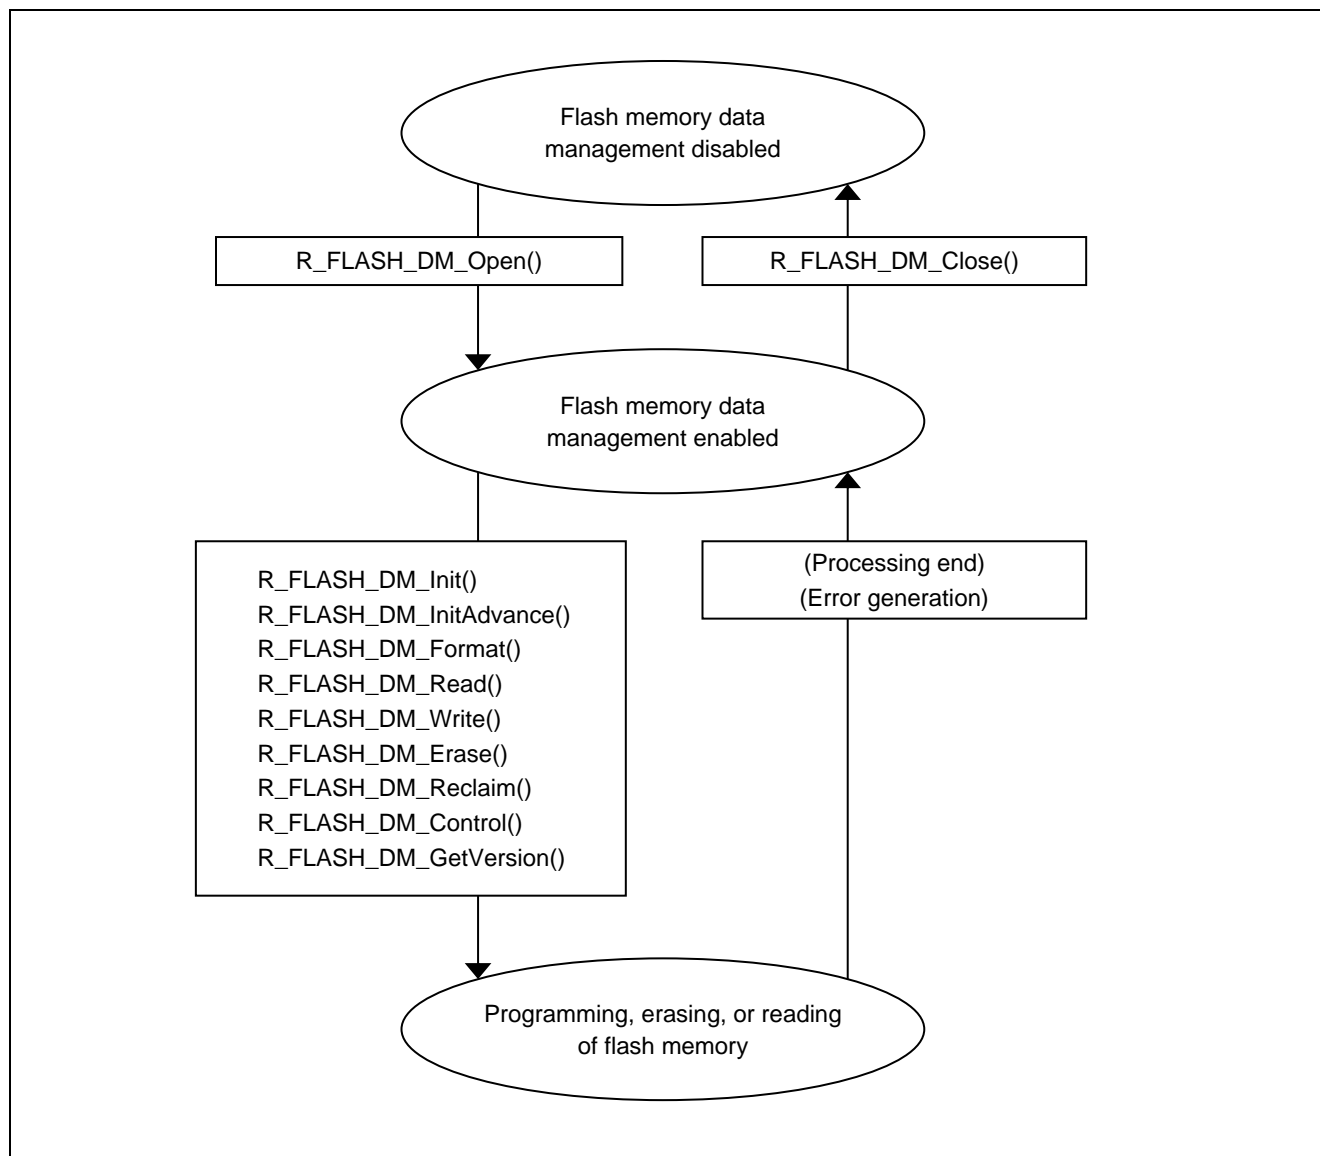 Flash memory data
management disabled
R_FLASH_DM_Open()
R_FLASH_DM_Close()
Flash memory data
management enabled
R_FLASH_DM_Init()
R_FLASH_DM_InitAdvance()
R_FLASH_DM_Format()
R_FLASH_DM_Read()
R_FLASH_DM_Write()
R_FLASH_DM_Erase()
R_FLASH_DM_Reclaim()
R_FLASH_DM_Control()
R_FLASH_DM_GetVersion()
(Processing end)
(Error generation)
Programming, erasing, or reading
of flash memory